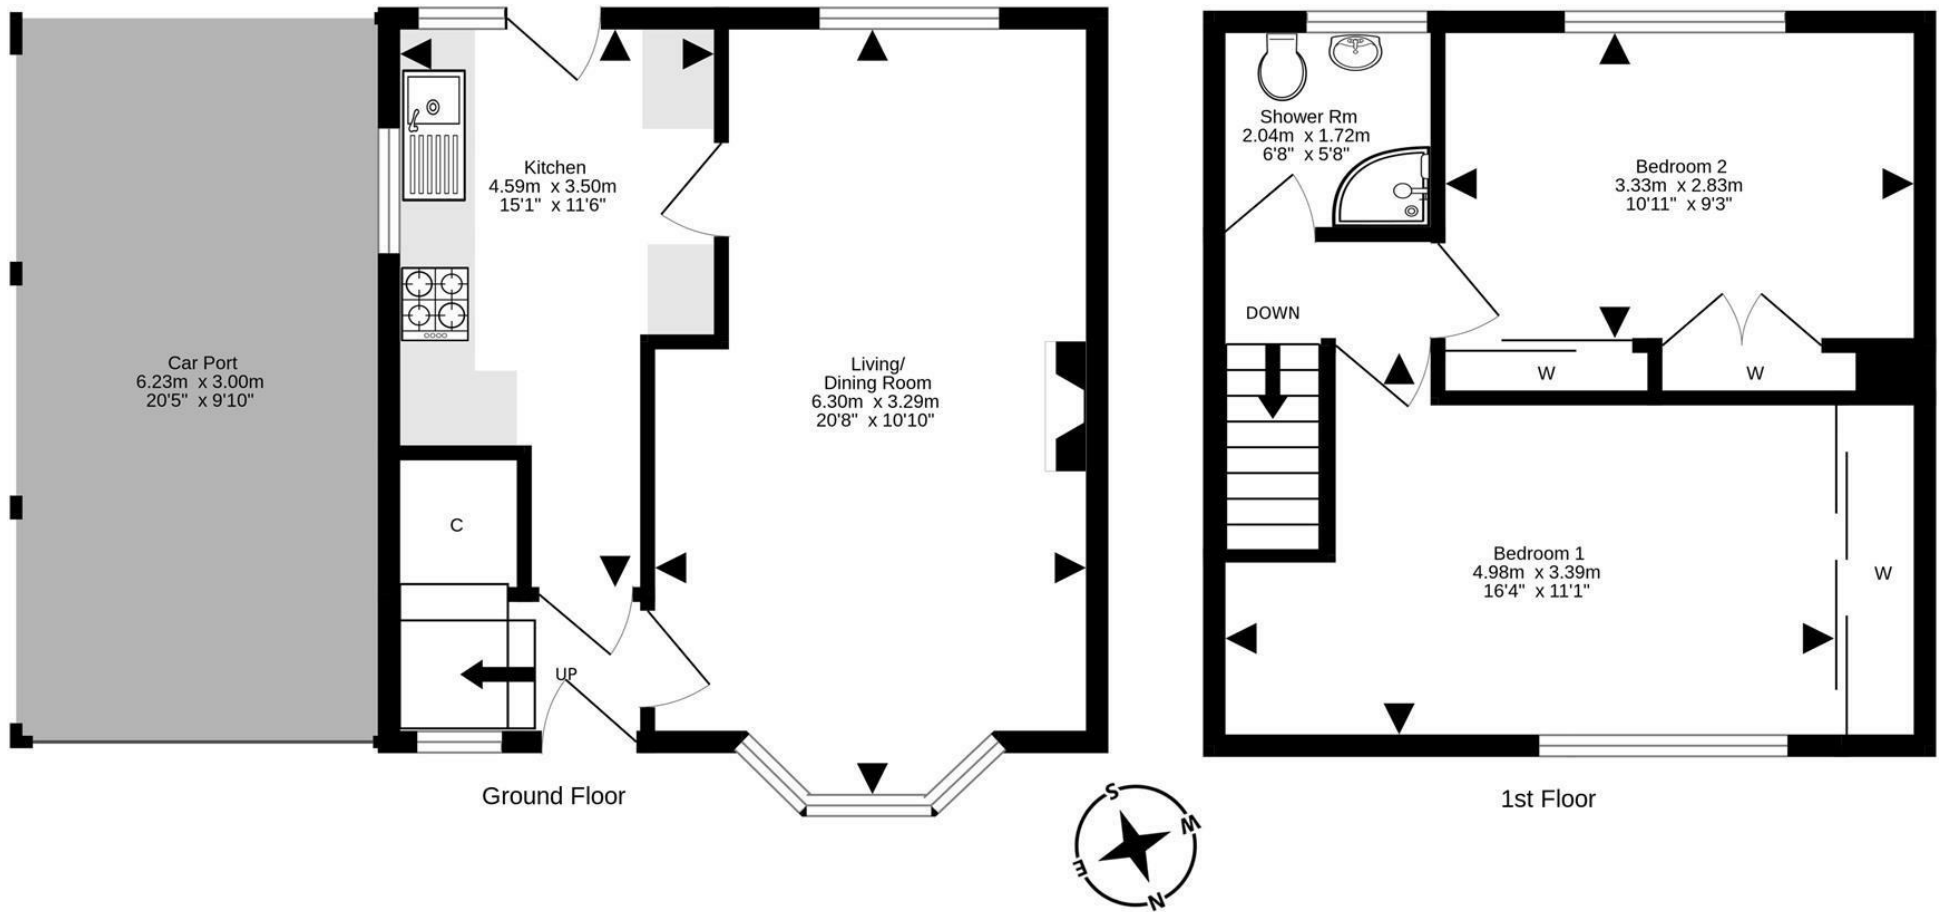 Kitchen
4.59m x 3.50m
15'1" x 11'6"
Car Port
6.23m x 3.00m
20'5" x 9'10"
Living/
Dining Room
6.30m x 3.29m
20'8" x 10'10"
C
UP
Ground Floor
Shower Rm
2.04m x 1.72m
6'8" x 5'8"
Bedroom 2
3.33m x 2.83m
10'11" x 9'3"
DOWN
W
W
Bedroom 1
4.98m x 3.39m
16'4" x 11'1"
W
1st Floor
S
W
E
N